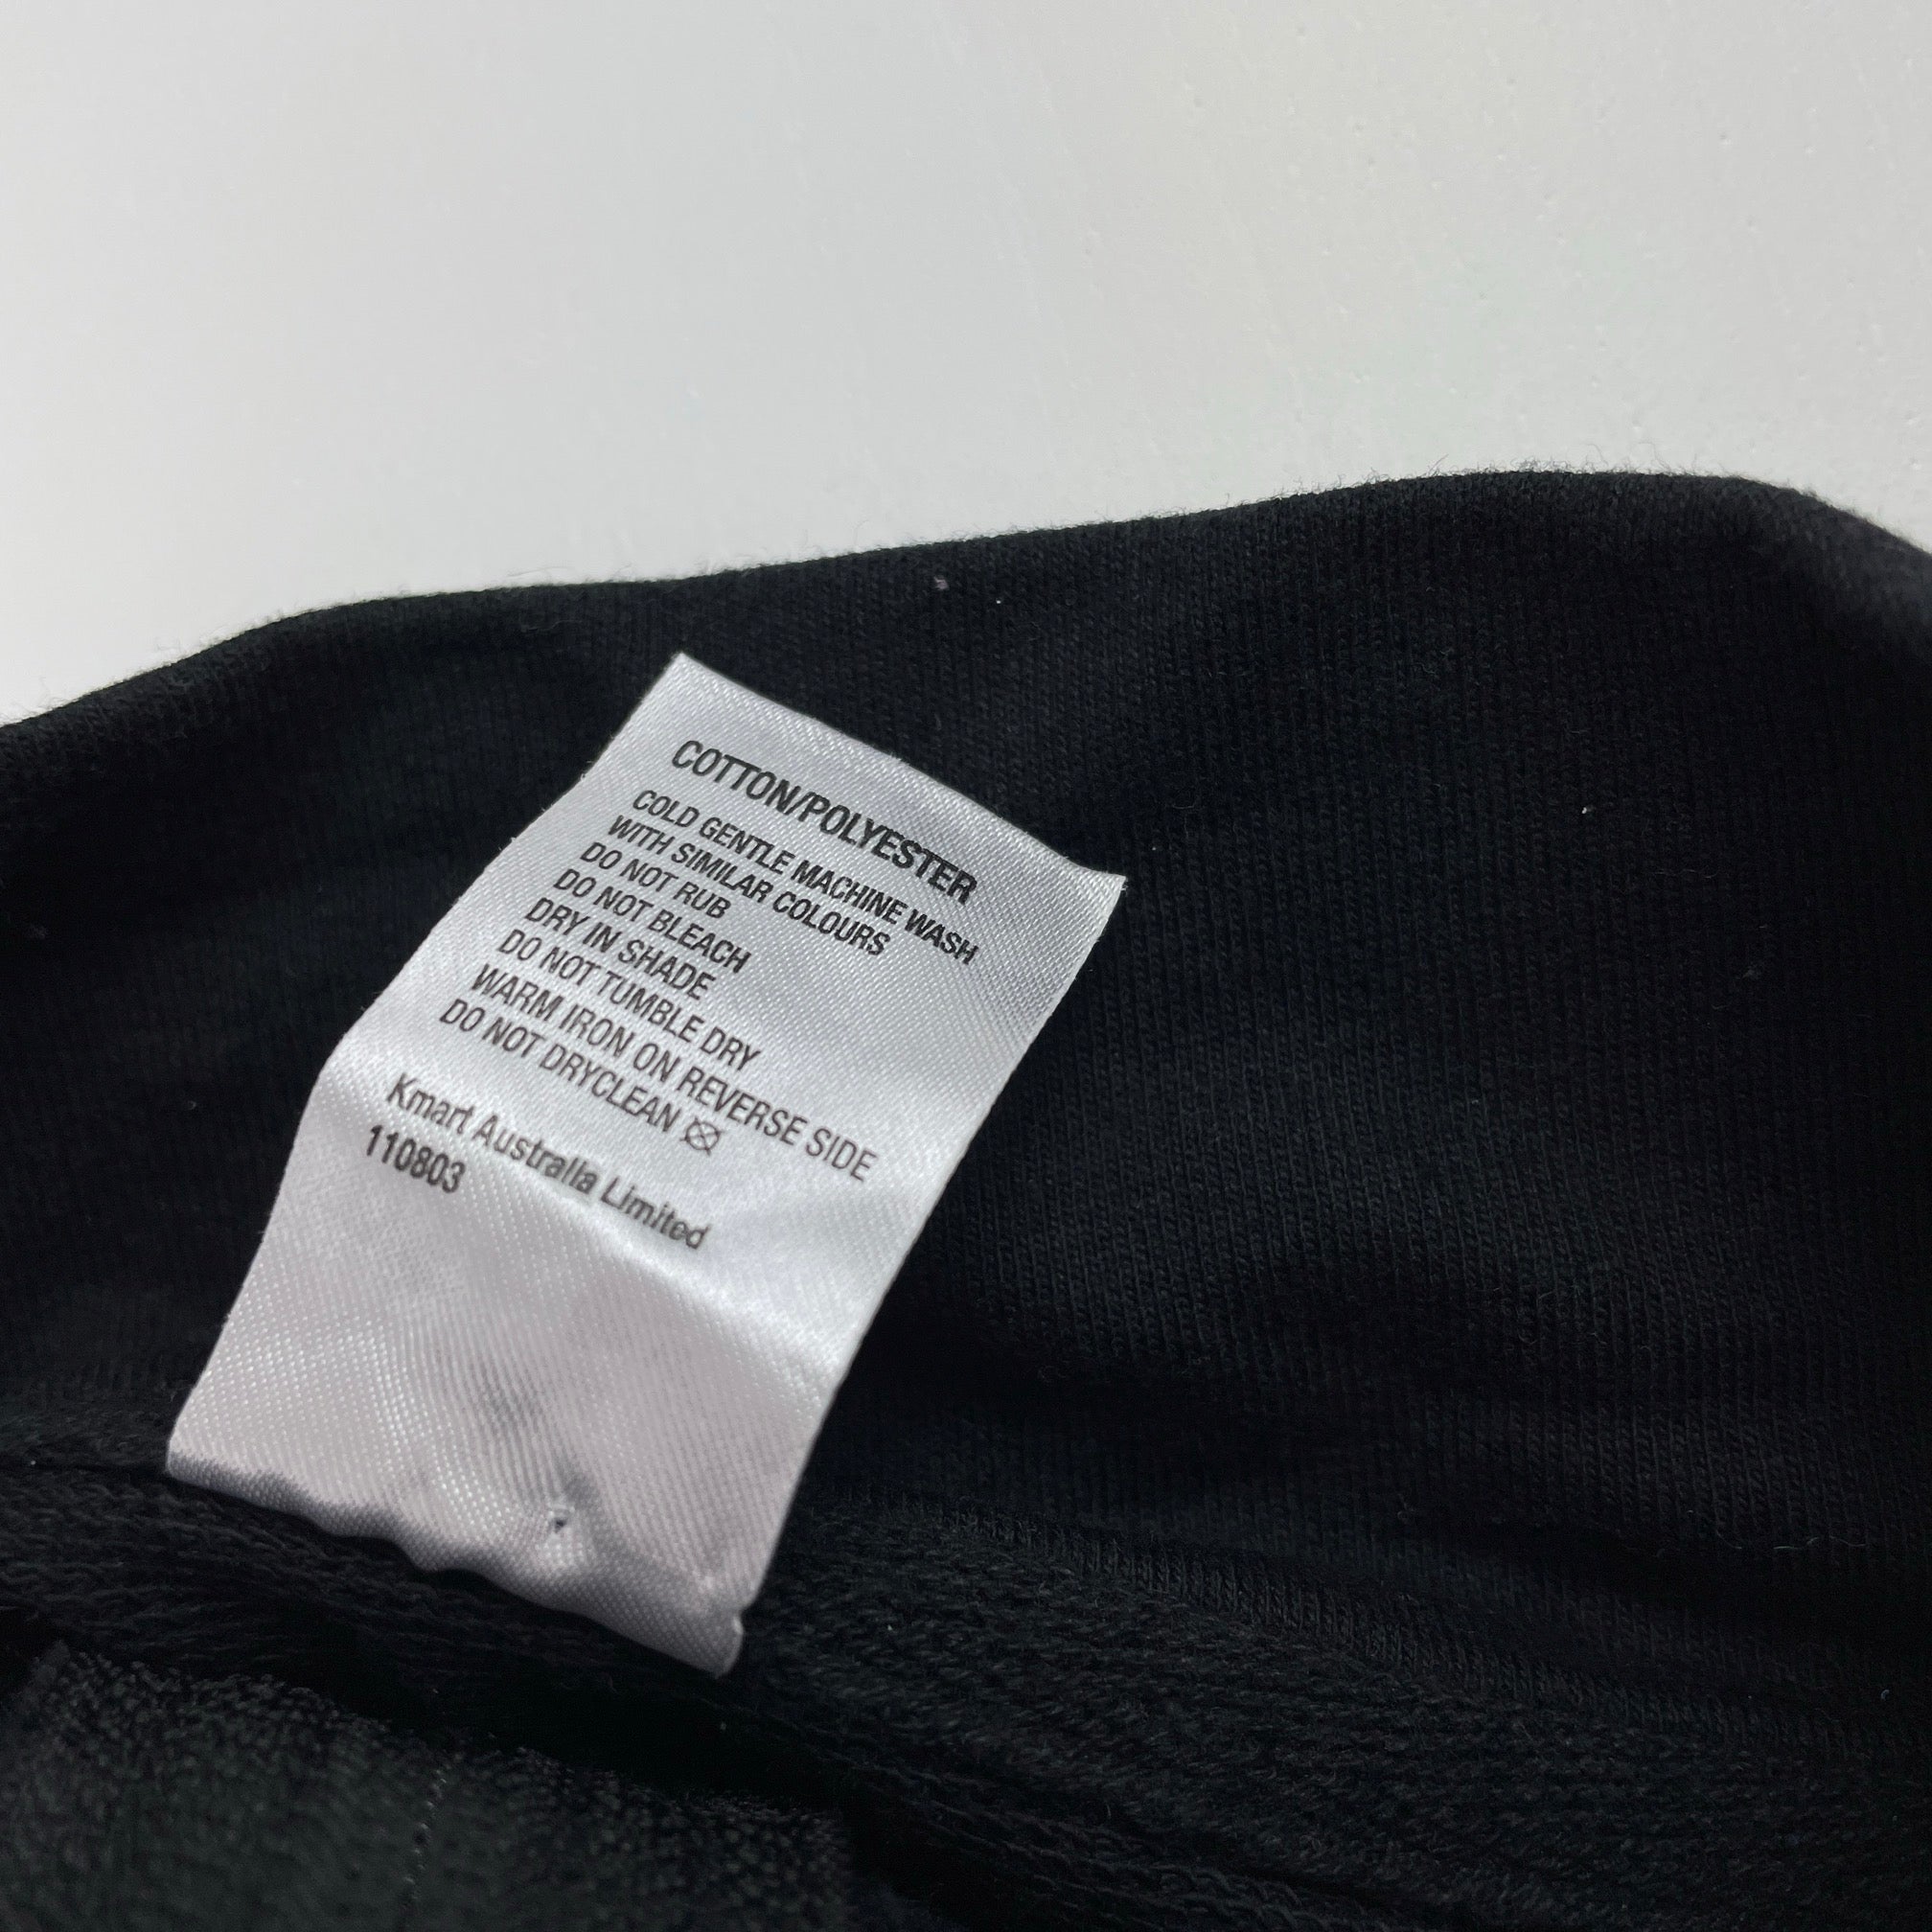 COTTON/POLYESTER
COLD GENTLE MACHINE WASH
WITH SIMILAR COLOURS
DO NOT RUB
DO NOT BLEACH
DRY IN SHADE
DO NOT TUMBLE DRY
WARM IRON ON REVERSE SIDE
DO NOT DRYCLEAN
Kmart Australia Limited
110803